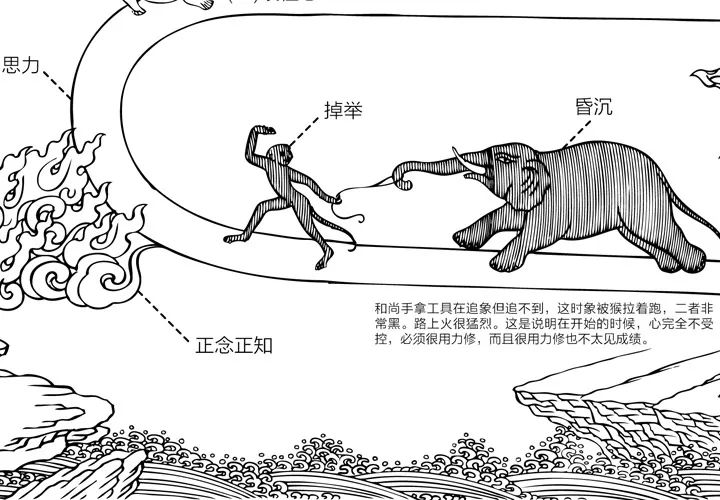 思力
掉举
昏沉
和尚手拿工具在追象但追不到，这时象被猴拉着跑，二者非
常黑。路上火很猛烈。这是说明在开始的时候，心完全不受
控，必须很用力修，而且很用力修也不太见成绩。
正念正知